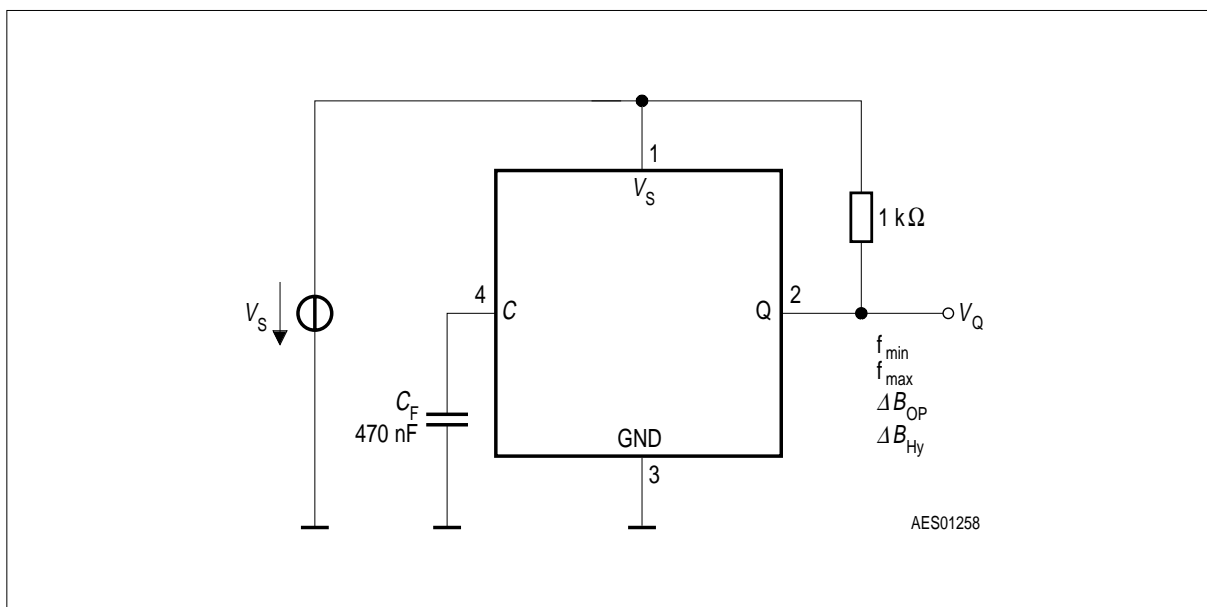 1
V_S
1 kΩ
V_S
4
C
Q
2
V_Q
f_min
f_max
ΔB_OP
ΔB_Hy
C_F
470 nF
GND
3
AES01258